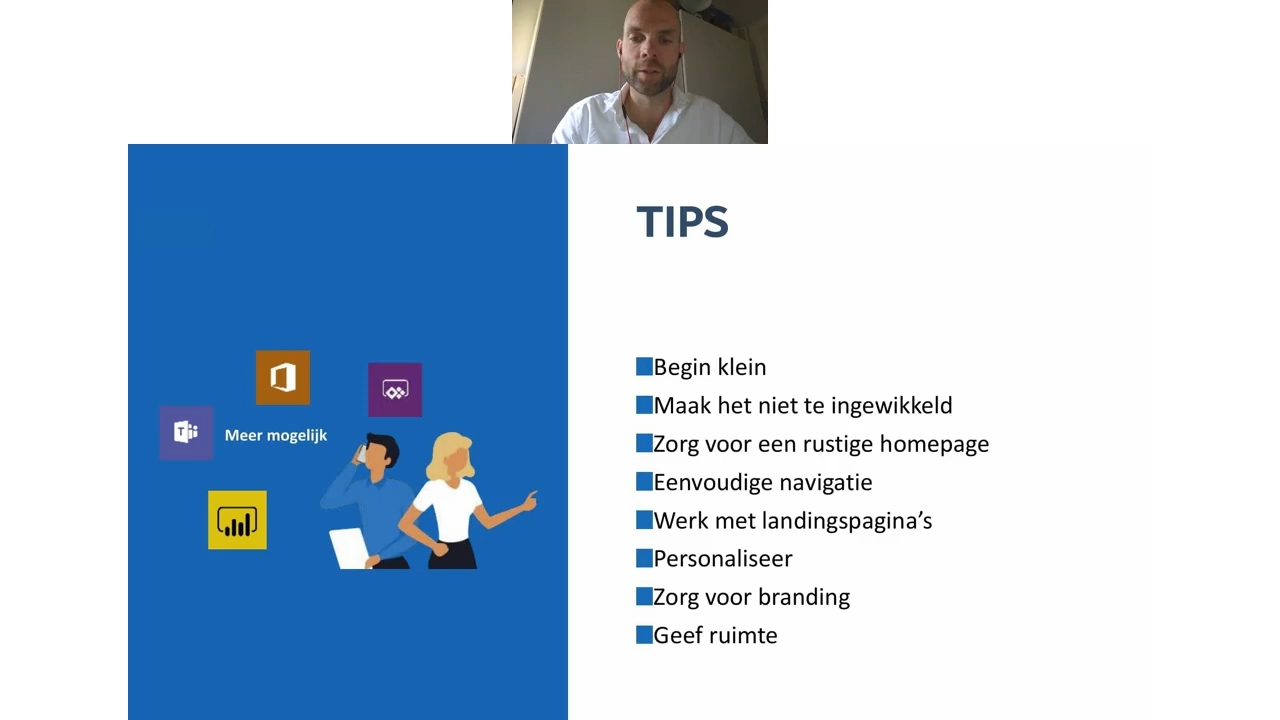 TIPS
Meer mogelijk
T
Begin klein
Maak het niet te ingewikkeld
Zorg voor een rustige homepage
Eenvoudige navigatie
Werk met landingspagina’s
Personaliseer
Zorg voor branding
Geef ruimte